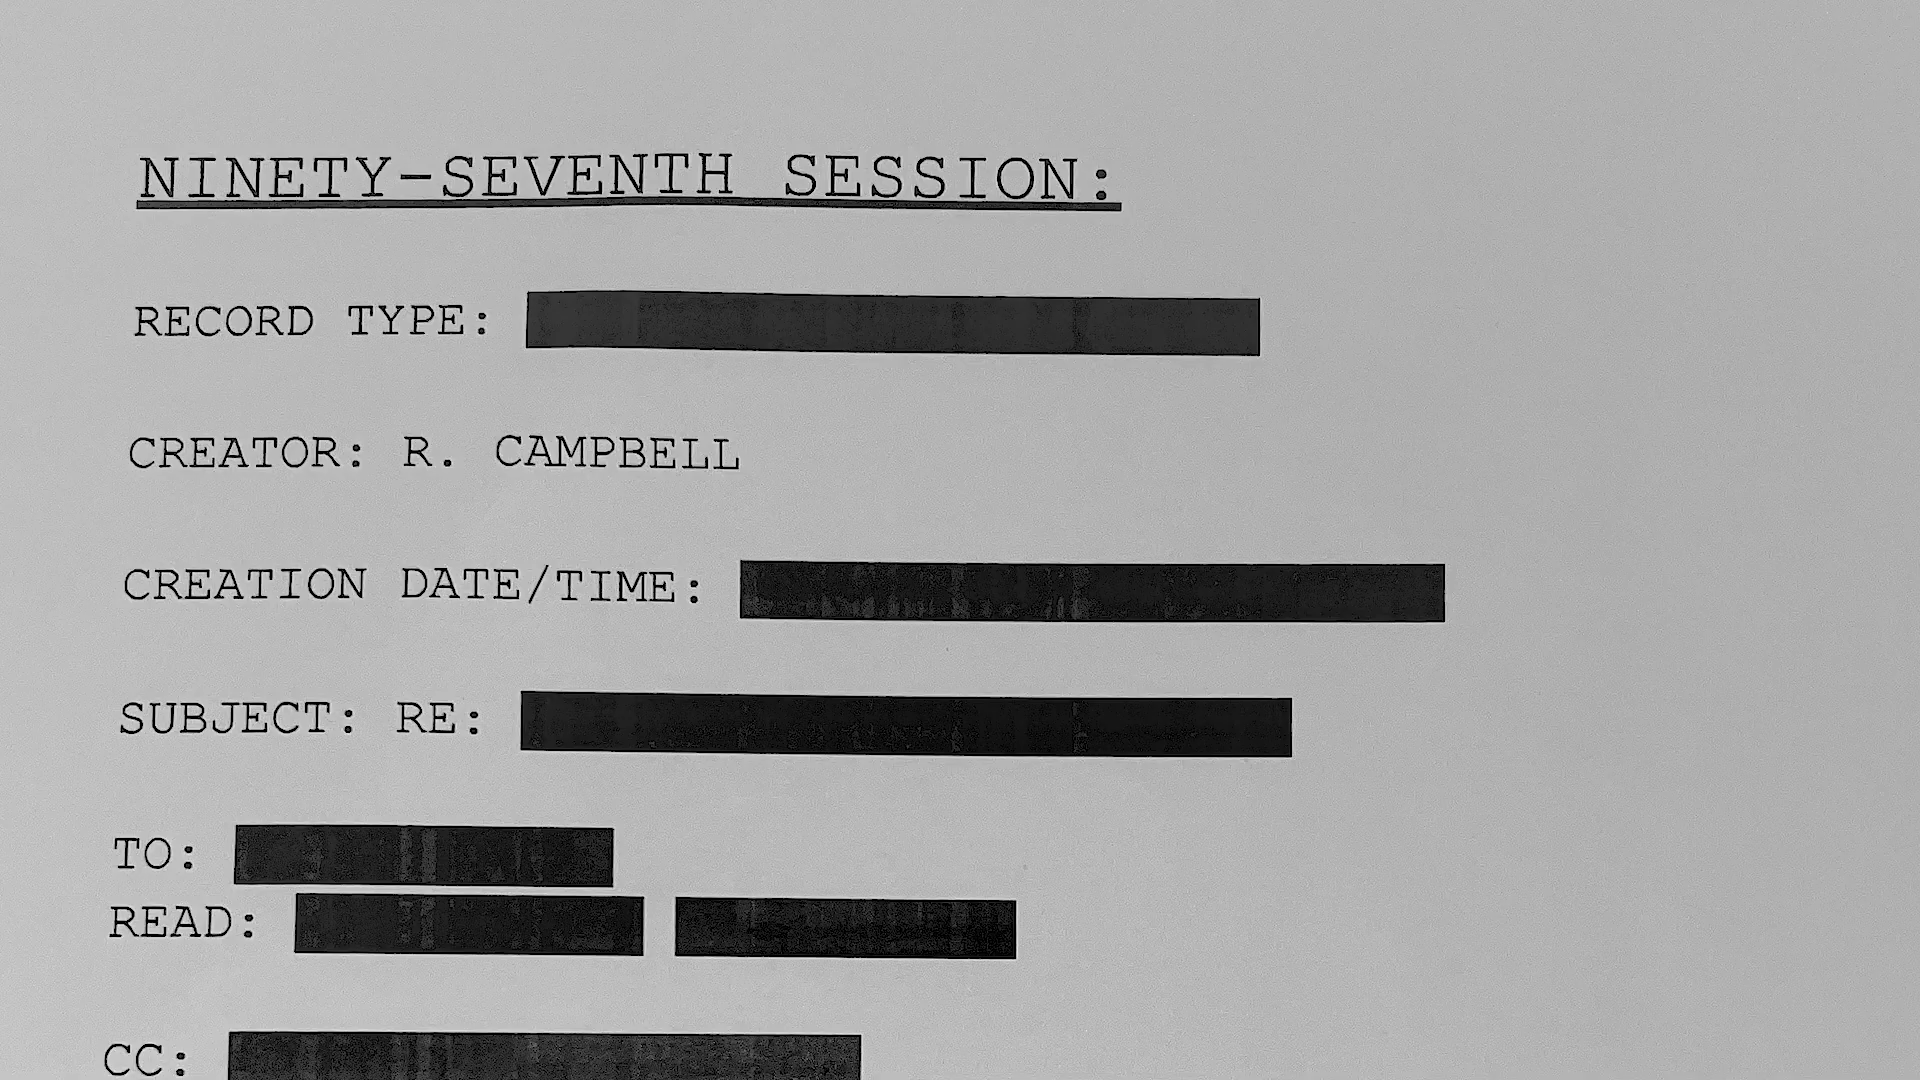 NINETY-SEVENTH SESSION:
RECORD TYPE:
CREATOR: R. CAMPBELL
CREATION DATE/TIME:
SUBJECT: RE:
TO:
READ:
CC: